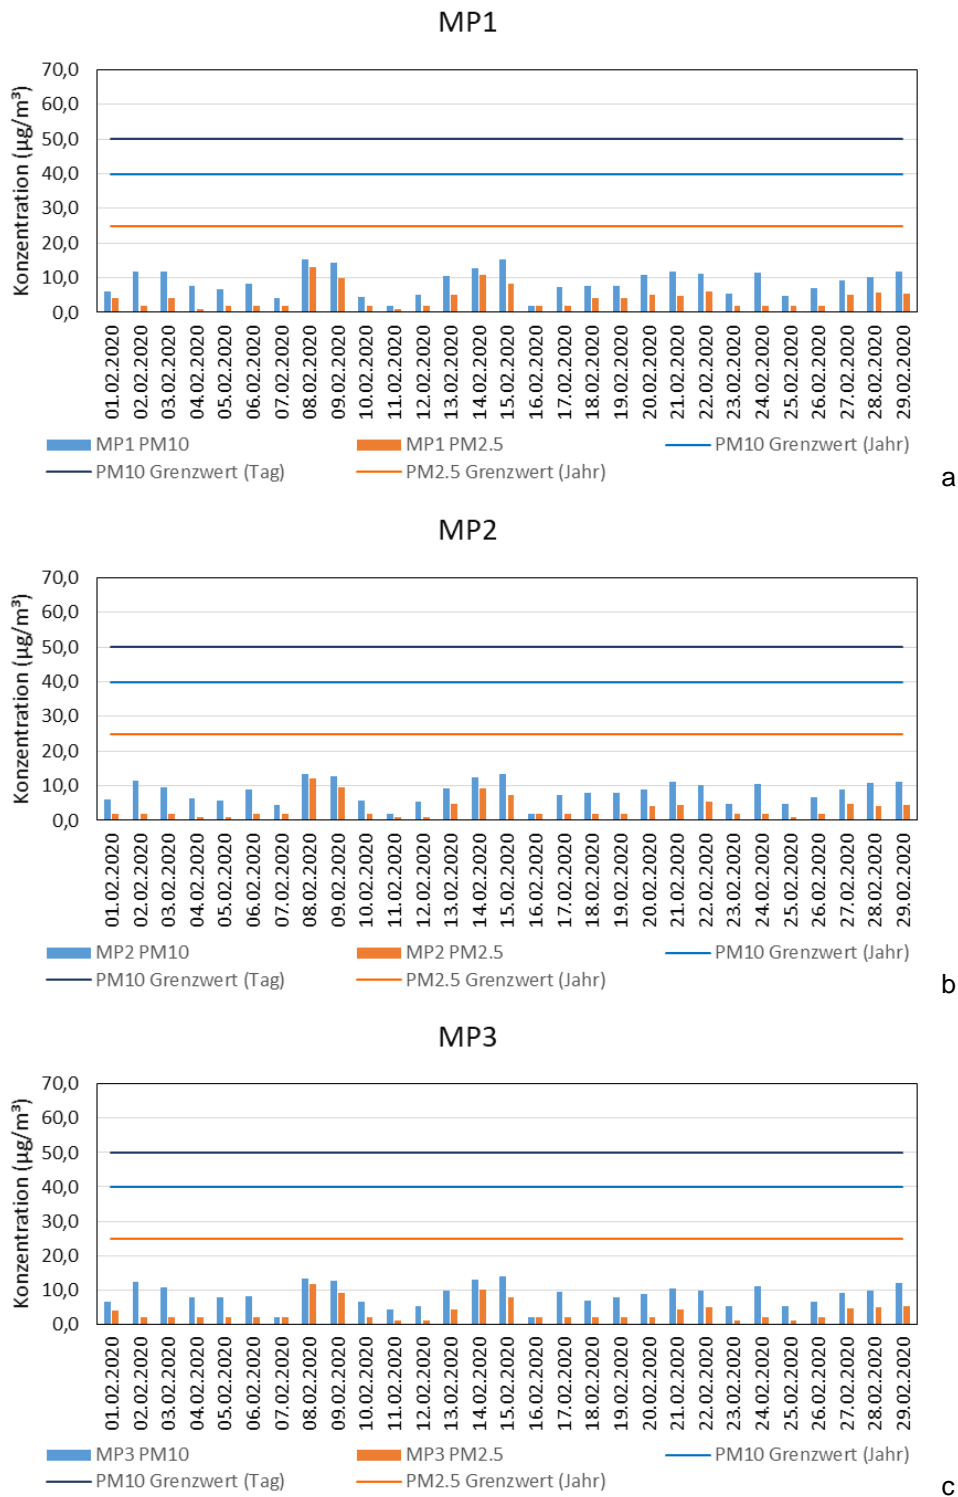 MP1
Konzentration (µg/m³)
70,0
60,0
50,0
40,0
30,0
20,0
10,0
0,0
01.02.2020 02.02.2020 03.02.2020 04.02.2020 05.02.2020 06.02.2020 07.02.2020 08.02.2020 09.02.2020 10.02.2020 11.02.2020 12.02.2020 13.02.2020 14.02.2020 15.02.2020 16.02.2020 17.02.2020 18.02.2020 19.02.2020 20.02.2020 21.02.2020 22.02.2020 23.02.2020 24.02.2020 25.02.2020 26.02.2020 27.02.2020 28.02.2020 29.02.2020
MP1 PM10 MP1 PM2.5 PM10 Grenzwert (Jahr)
PM10 Grenzwert (Tag) PM2.5 Grenzwert (Jahr)
a
MP2
Konzentration (µg/m³)
70,0
60,0
50,0
40,0
30,0
20,0
10,0
0,0
01.02.2020 02.02.2020 03.02.2020 04.02.2020 05.02.2020 06.02.2020 07.02.2020 08.02.2020 09.02.2020 10.02.2020 11.02.2020 12.02.2020 13.02.2020 14.02.2020 15.02.2020 16.02.2020 17.02.2020 18.02.2020 19.02.2020 20.02.2020 21.02.2020 22.02.2020 23.02.2020 24.02.2020 25.02.2020 26.02.2020 27.02.2020 28.02.2020 29.02.2020
MP2 PM10 MP2 PM2.5 PM10 Grenzwert (Jahr)
PM10 Grenzwert (Tag) PM2.5 Grenzwert (Jahr)
b
MP3
Konzentration (µg/m³)
70,0
60,0
50,0
40,0
30,0
20,0
10,0
0,0
01.02.2020 02.02.2020 03.02.2020 04.02.2020 05.02.2020 06.02.2020 07.02.2020 08.02.2020 09.02.2020 10.02.2020 11.02.2020 12.02.2020 13.02.2020 14.02.2020 15.02.2020 16.02.2020 17.02.2020 18.02.2020 19.02.2020 20.02.2020 21.02.2020 22.02.2020 23.02.2020 24.02.2020 25.02.2020 26.02.2020 27.02.2020 28.02.2020 29.02.2020
MP3 PM10 MP3 PM2.5 PM10 Grenzwert (Jahr)
PM10 Grenzwert (Tag) PM2.5 Grenzwert (Jahr)
c